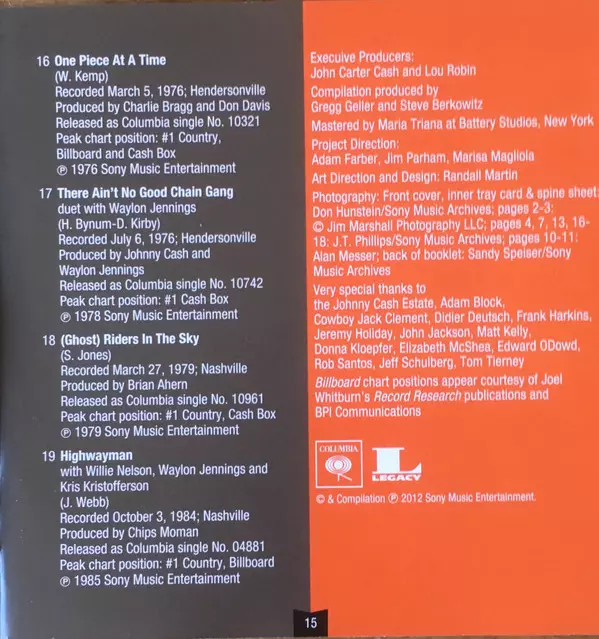 16 One Piece At A Time
(W. Kemp)
Recorded March 5, 1976; Hendersonville
Produced by Charlie Bragg and Don Davis
Released as Columbia single No. 10321
Peak chart position: #1 Country,
Billboard and Cash Box
℗ 1976 Sony Music Entertainment
17 There Ain't No Good Chain Gang
duet with Waylon Jennings
(H. Bynum-D. Kirby)
Recorded July 6, 1976; Hendersonville
Produced by Johnny Cash and
Waylon Jennings
Released as Columbia single No. 10742
Peak chart position: #1 Cash Box
℗ 1978 Sony Music Entertainment
18 (Ghost) Riders In The Sky
(S. Jones)
Recorded March 27, 1979; Nashville
Produced by Brian Ahern
Released as Columbia single No. 10961
Peak chart position: #1 Country, Cash Box
℗ 1979 Sony Music Entertainment
19 Highwayman
with Willie Nelson, Waylon Jennings and
Kris Kristofferson
(J. Webb)
Recorded October 3, 1984; Nashville
Produced by Chips Moman
Released as Columbia single No. 04881
Peak chart position: #1 Country, Billboard
℗ 1985 Sony Music Entertainment
Execuive Producers:
John Carter Cash and Lou Robin
Compilation produced by
Gregg Geller and Steve Berkowitz
Mastered by Maria Triana at Battery Studios, New York
Project Direction:
Adam Farber, Jim Parham, Marisa Magliola
Art Direction and Design: Randall Martin
Photography: Front cover, inner tray card & spine sheet:
Don Hunstein/Sony Music Archives; pages 2-3:
© Jim Marshall Photography LLC; pages 4, 7, 13, 16-
18: J.T. Phillips/Sony Music Archives; pages 10-11:
Alan Messer; back of booklet: Sandy Speiser/Sony
Music Archives
Very special thanks to
the Johnny Cash Estate, Adam Block,
Cowboy Jack Clement, Didier Deutsch, Frank Harkins,
Jeremy Holiday, John Jackson, Matt Kelly,
Donna Kloepfer, Elizabeth McShea, Edward ODowd,
Rob Santos, Jeff Schulberg, Tom Tierney
Billboard chart positions appear courtesy of Joel
Whitburn's Record Research publications and
BPI Communications
COLUMBIA
L
LEGACY
© & Compilation ℗ 2012 Sony Music Entertainment.
15